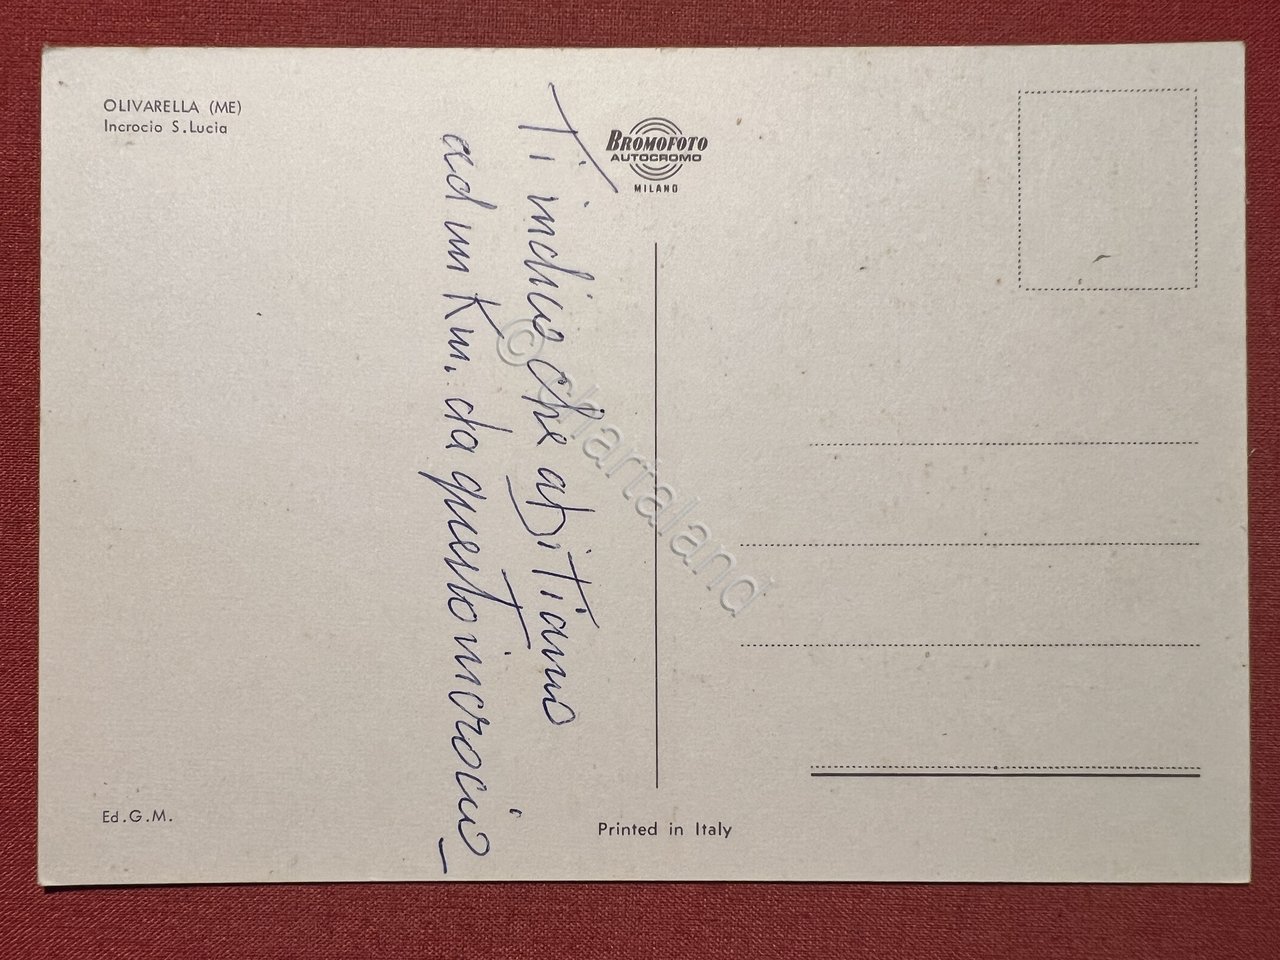 OLIVARELLA (ME)
Incrocio S.Lucia
Ti indico che abitiamo
ad un Km. da questo incrocio
BROMOFOTO
AUTOCROMO
MILANO
© chartaland
Ed.G.M.
Printed in Italy